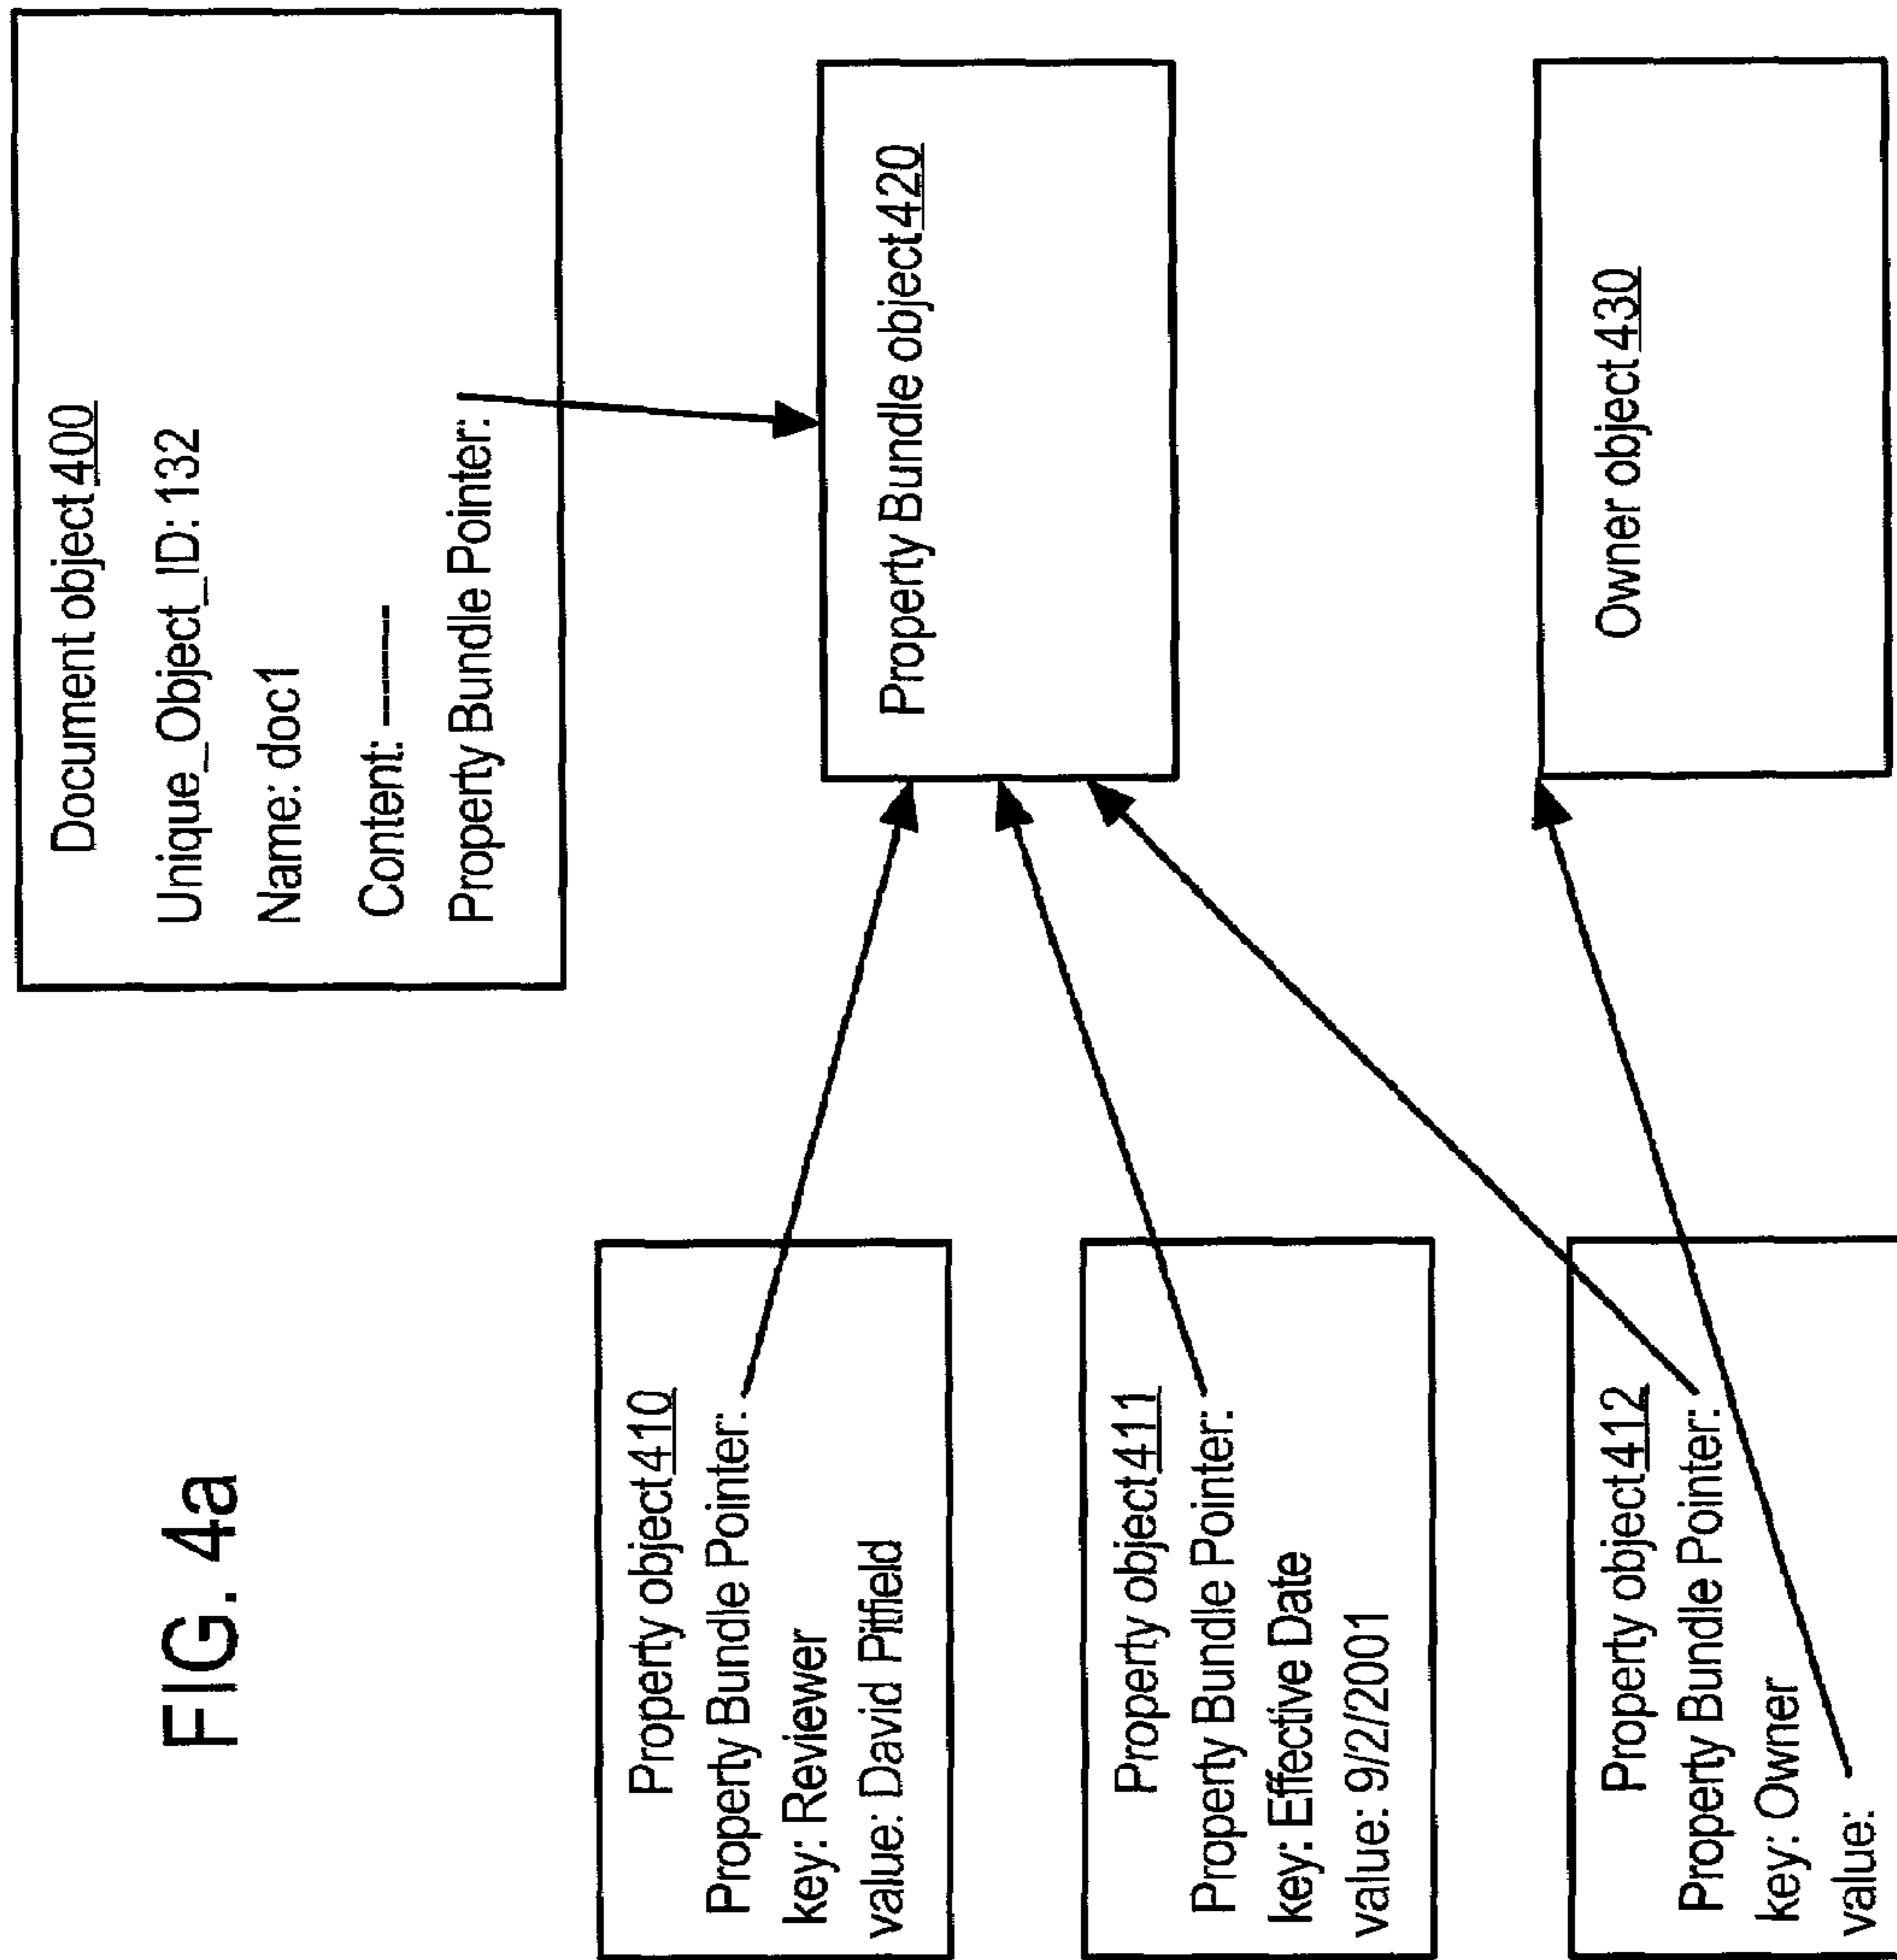 FIG. 4a
Document object 400
Unique_Object_ID: 132
Name: doc1
Content: ------
Property Bundle Pointer:
Property object 410
Property Bundle Pointer:
key: Reviewer
value: David Pitfield
Property Bundle object 420
Property object 411
Property Bundle Pointer:
key: Effective Date
value: 9/2/2001
Property object 412
Property Bundle Pointer:
key: Owner
value:
Owner object 430